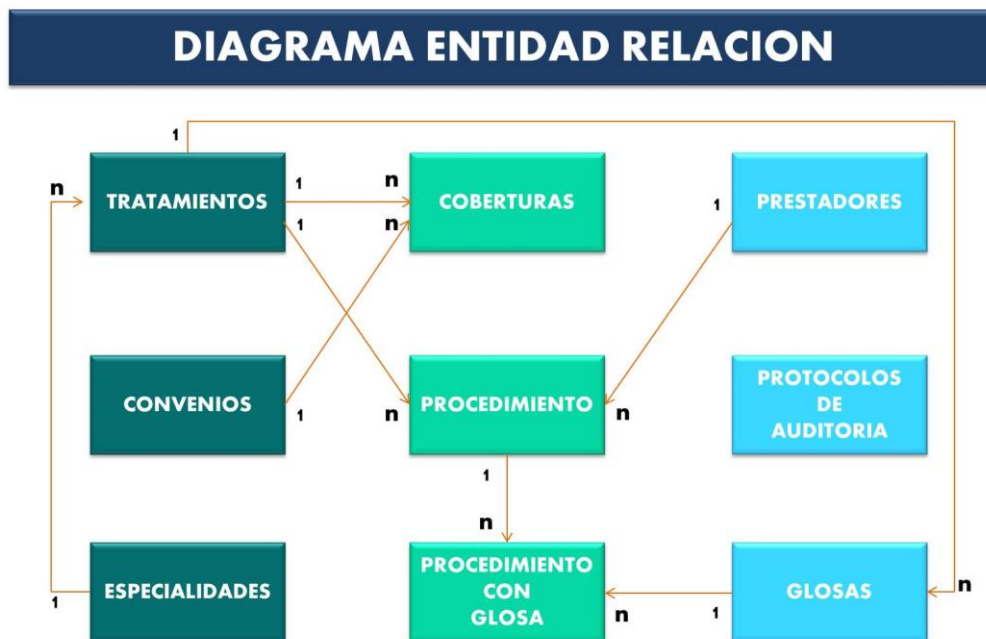 DIAGRAMA ENTIDAD RELACION
1
n
TRATAMIENTOS
1
n
COBERTURAS
1
PRESTADORES
1
n
CONVENIOS
1
n
PROCEDIMIENTO
n
PROTOCOLOS
DE
AUDITORIA
1
n
ESPECIALIDADES
1
PROCEDIMIENTO
CON
GLOSA
n
1
GLOSAS
n